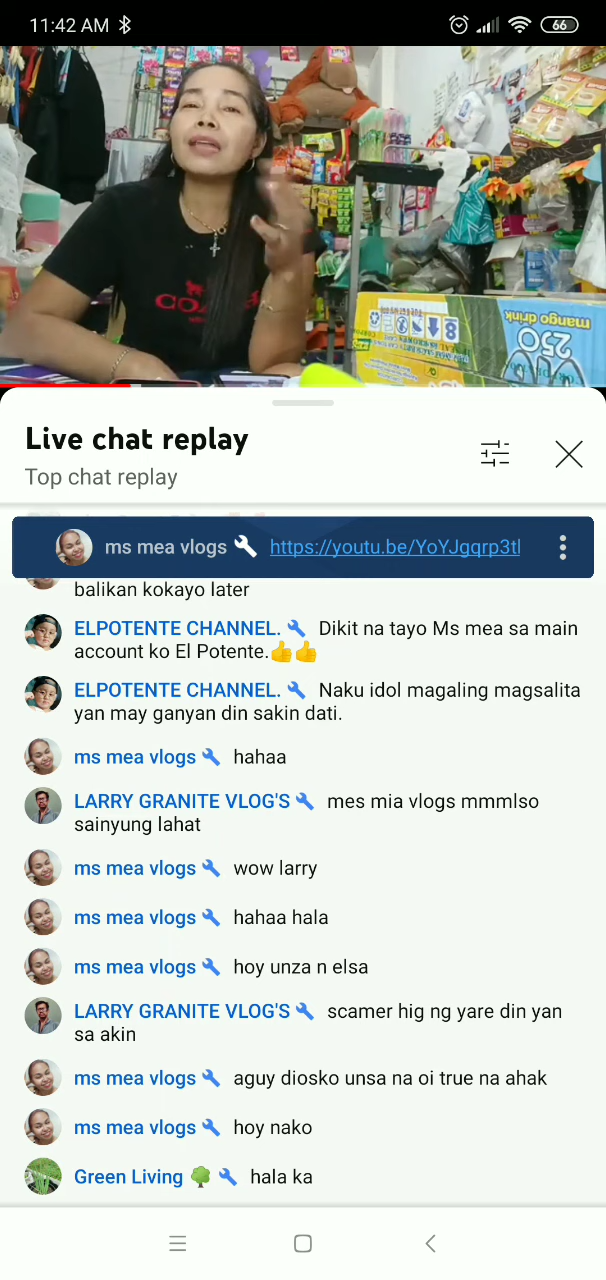 11:42 AM
66
CO
mango drink
250
8
Live chat replay
Top chat replay
ms mea vlogs https://youtu.be/YoYJgqrp3tl
balikan kokayo later
ELPOTENTE CHANNEL. Dikit na tayo Ms mea sa main
account ko El Potente.👍👍
ELPOTENTE CHANNEL. Naku idol magaling magsalita
yan may ganyan din sakin dati.
ms mea vlogs hahaa
LARRY GRANITE VLOG'S mes mia vlogs mmmlso
sainyung lahat
ms mea vlogs wow larry
ms mea vlogs hahaa hala
ms mea vlogs hoy unza n elsa
LARRY GRANITE VLOG'S scamer hig ng yare din yan
sa akin
ms mea vlogs aguy diosko unsa na oi true na ahak
ms mea vlogs hoy nako
Green Living 🌳 hala ka